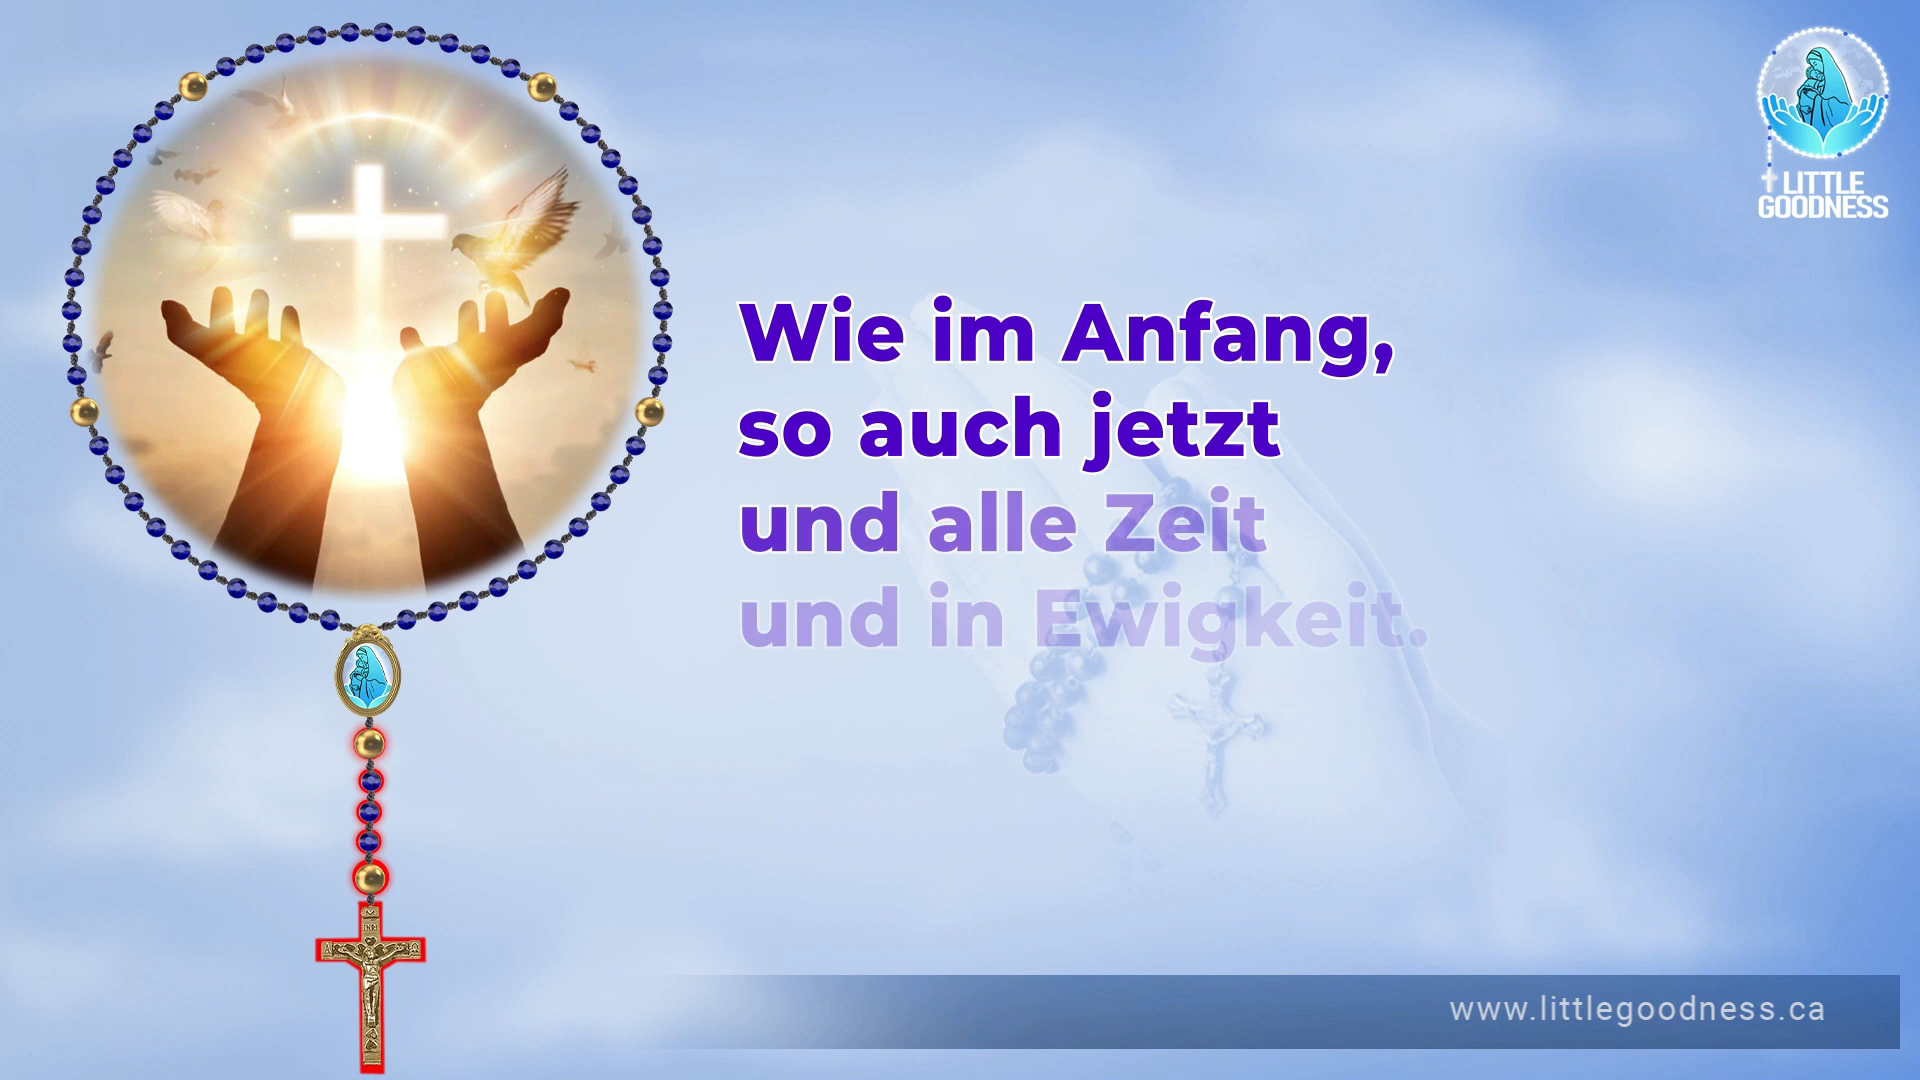 LITTLE
GOODNESS
Wie im Anfang,
so auch jetzt
und alle Zeit
und in Ewigkeit.
INRI
A Ω
www.littlegoodness.ca